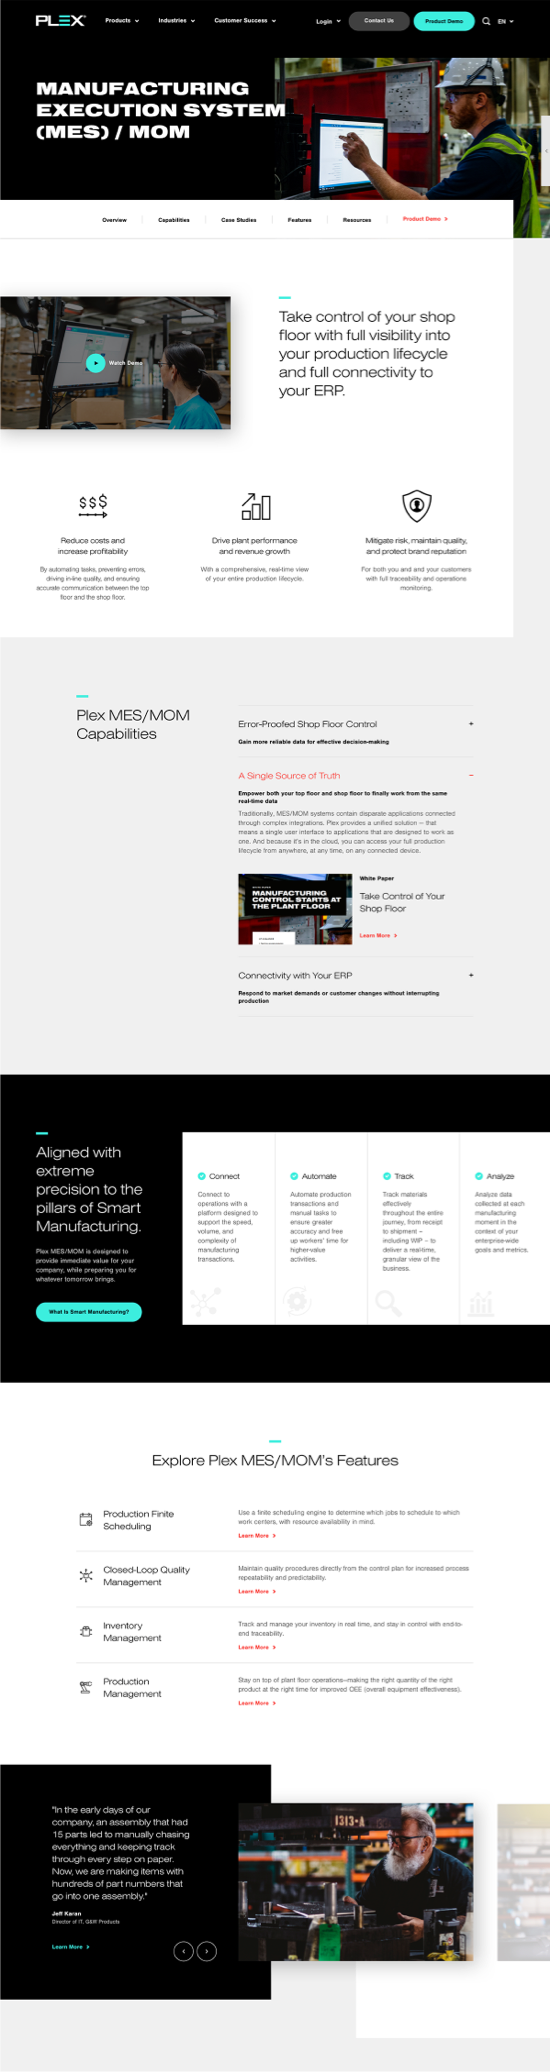 PLEX
Products
Industries
Customer Success
Login
Contact Us
Product Demo
EN
MANUFACTURING
EXECUTION SYSTEM
(MES) / MOM
Overview
Capabilities
Case Studies
Features
Resources
Product Demo
Watch Demo
Take control of your shop
floor with full visibility into
your production lifecycle
and full connectivity to
your ERP.
$$$
Reduce costs and
increase profitability
By automating tasks, preventing errors,
driving in-line quality, and ensuring
accurate communication between the top
floor and the shop floor.
Drive plant performance
and revenue growth
With a comprehensive, real-time view
of your entire production lifecycle.
Mitigate risk, maintain quality,
and protect brand reputation
For both you and and your customers
with full traceability and operations
monitoring.
Plex MES/MOM
Capabilities
Error-Proofed Shop Floor Control
Gain more reliable data for effective decision-making
A Single Source of Truth
Empower both your top floor and shop floor to finally work from the same
real-time data
Traditionally, MES/MOM systems contain disparate applications connected
through complex integrations. Plex provides a unified solution — that
means a single user interface to applications that are designed to work as
one. And because it's in the cloud, you can access your full production
lifecycle from anywhere, at any time, on any connected device.
MANUFACTURING
CONTROL STARTS AT
THE PLANT FLOOR
White Paper
Take Control of Your
Shop Floor
Learn More
Connectivity with Your ERP
Respond to market demands or customer changes without interrupting
production
Aligned with
extreme
precision to the
pillars of Smart
Manufacturing.
Plex MES/MOM is designed to
provide immediate value for your
company, while preparing you for
whatever tomorrow brings.
What Is Smart Manufacturing?
Connect
Connect to
operations with a
platform designed to
support the speed,
volume, and
complexity of
manufacturing
transactions.
Automate
Automate production
transactions and
manual tasks to
ensure greater
accuracy and free
up workers' time for
higher-value
activities.
Track
Track materials
effectively
throughout the entire
journey, from receipt
to shipment –
including WIP – to
deliver a real-time,
granular view of the
business.
Analyze
Analyze data
collected at each
manufacturing
moment in the
context of your
enterprise-wide
goals and metrics.
Explore Plex MES/MOM's Features
Production Finite
Scheduling
Use a finite scheduling engine to determine which jobs to schedule to which
work centers, with resource availability in mind.
Learn More
Closed-Loop Quality
Management
Maintain quality procedures directly from the control plan for increased process
repeatability and predictability.
Learn More
Inventory
Management
Track and manage your inventory in real time, and stay in control with end-to-
end traceability.
Learn More
Production
Management
Stay on top of plant floor operations—making the right quantity of the right
product at the right time for improved OEE (overall equipment effectiveness).
Learn More
"In the early days of our
company, an assembly that had
15 parts led to manually chasing
everything and keeping track
through every step on paper.
Now, we are making items with
hundreds of part numbers that
go into one assembly."
Jeff Karan
Director of IT, G&W Products
Learn More
1313-A